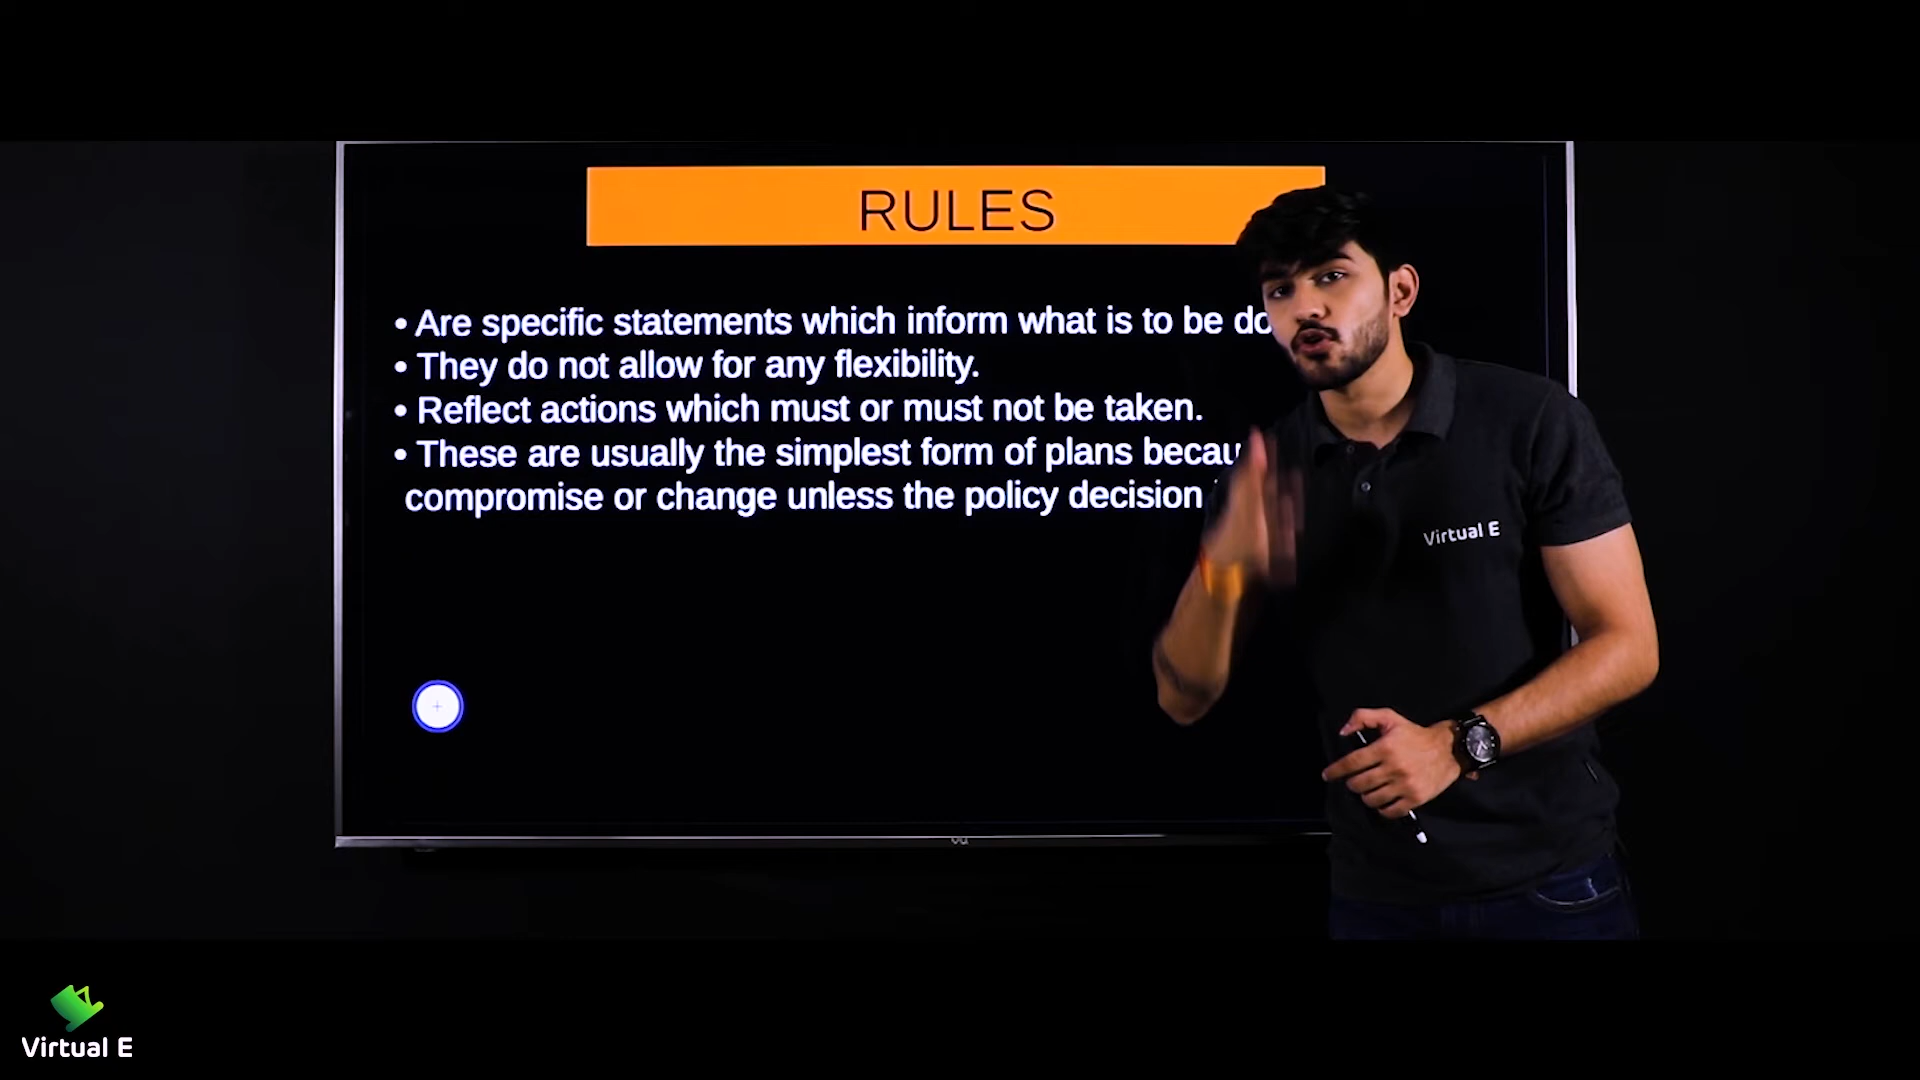 RULES
• Are specific statements which inform what is to be
• They do not allow for any flexibility.
• Reflect actions which must or must not be taken.
• These are usually the simplest form of plans
compromise or change unless the policy decision
Virtual E
vu
Virtual E